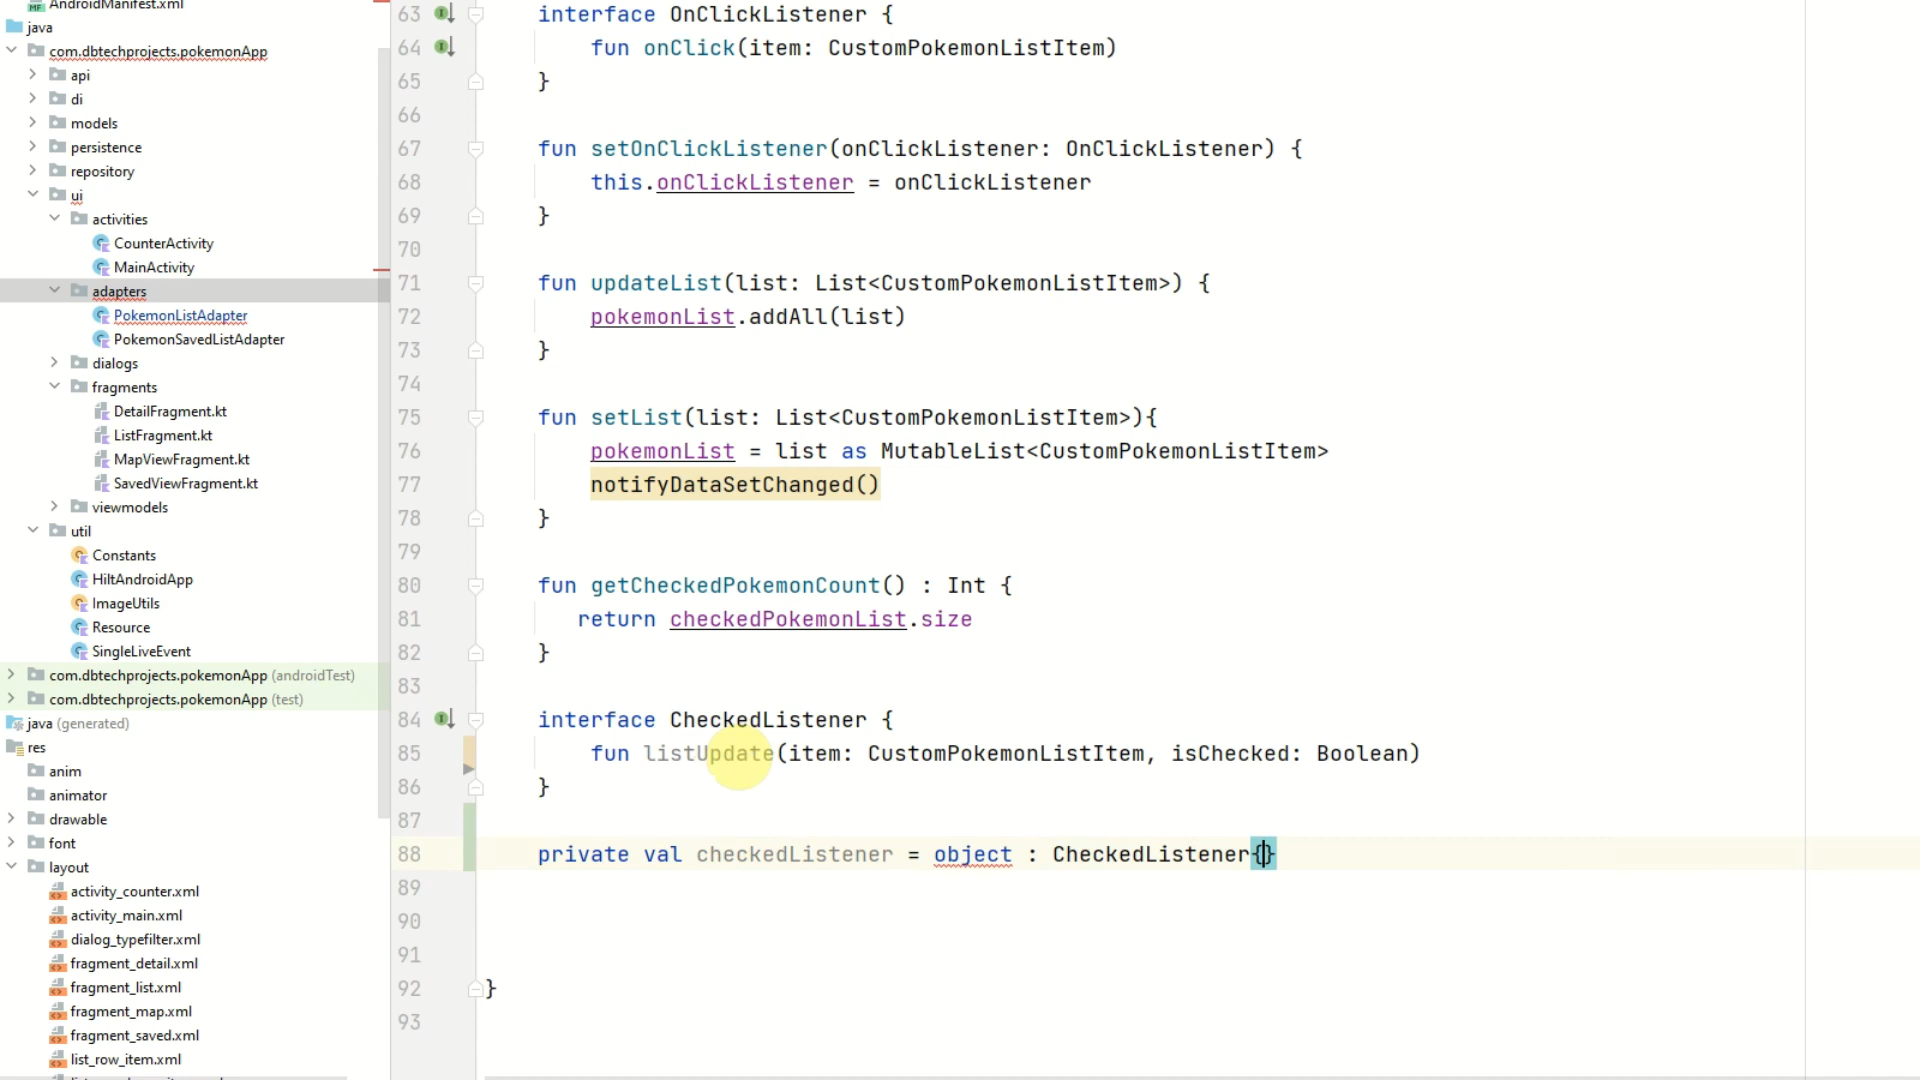 AndroidManifest.xml
java
com.dbtechprojects.pokemonApp
api
di
models
persistence
repository
ui
activities
CounterActivity
MainActivity
adapters
PokemonListAdapter
PokemonSavedListAdapter
dialogs
fragments
DetailFragment.kt
ListFragment.kt
MapViewFragment.kt
SavedViewFragment.kt
viewmodels
util
Constants
HiltAndroidApp
ImageUtils
Resource
SingleLiveEvent
com.dbtechprojects.pokemonApp (androidTest)
com.dbtechprojects.pokemonApp (test)
java (generated)
res
anim
animator
drawable
font
layout
activity_counter.xml
activity_main.xml
dialog_typefilter.xml
fragment_detail.xml
fragment_list.xml
fragment_map.xml
fragment_saved.xml
list_row_item.xml
63 interface OnClickListener {
64 fun onClick(item: CustomPokemonListItem)
65 }
66
67 fun setOnClickListener(onClickListener: OnClickListener) {
68 this.onClickListener = onClickListener
69 }
70
71 fun updateList(list: List<CustomPokemonListItem>) {
72 pokemonList.addAll(list)
73 }
74
75 fun setList(list: List<CustomPokemonListItem>){
76 pokemonList = list as MutableList<CustomPokemonListItem>
77 notifyDataSetChanged()
78 }
79
80 fun getCheckedPokemonCount() : Int {
81 return checkedPokemonList.size
82 }
83
84 interface CheckedListener {
85 fun listUpdate(item: CustomPokemonListItem, isChecked: Boolean)
86 }
87
88 private val checkedListener = object : CheckedListener{}
89
90
91
92 }
93